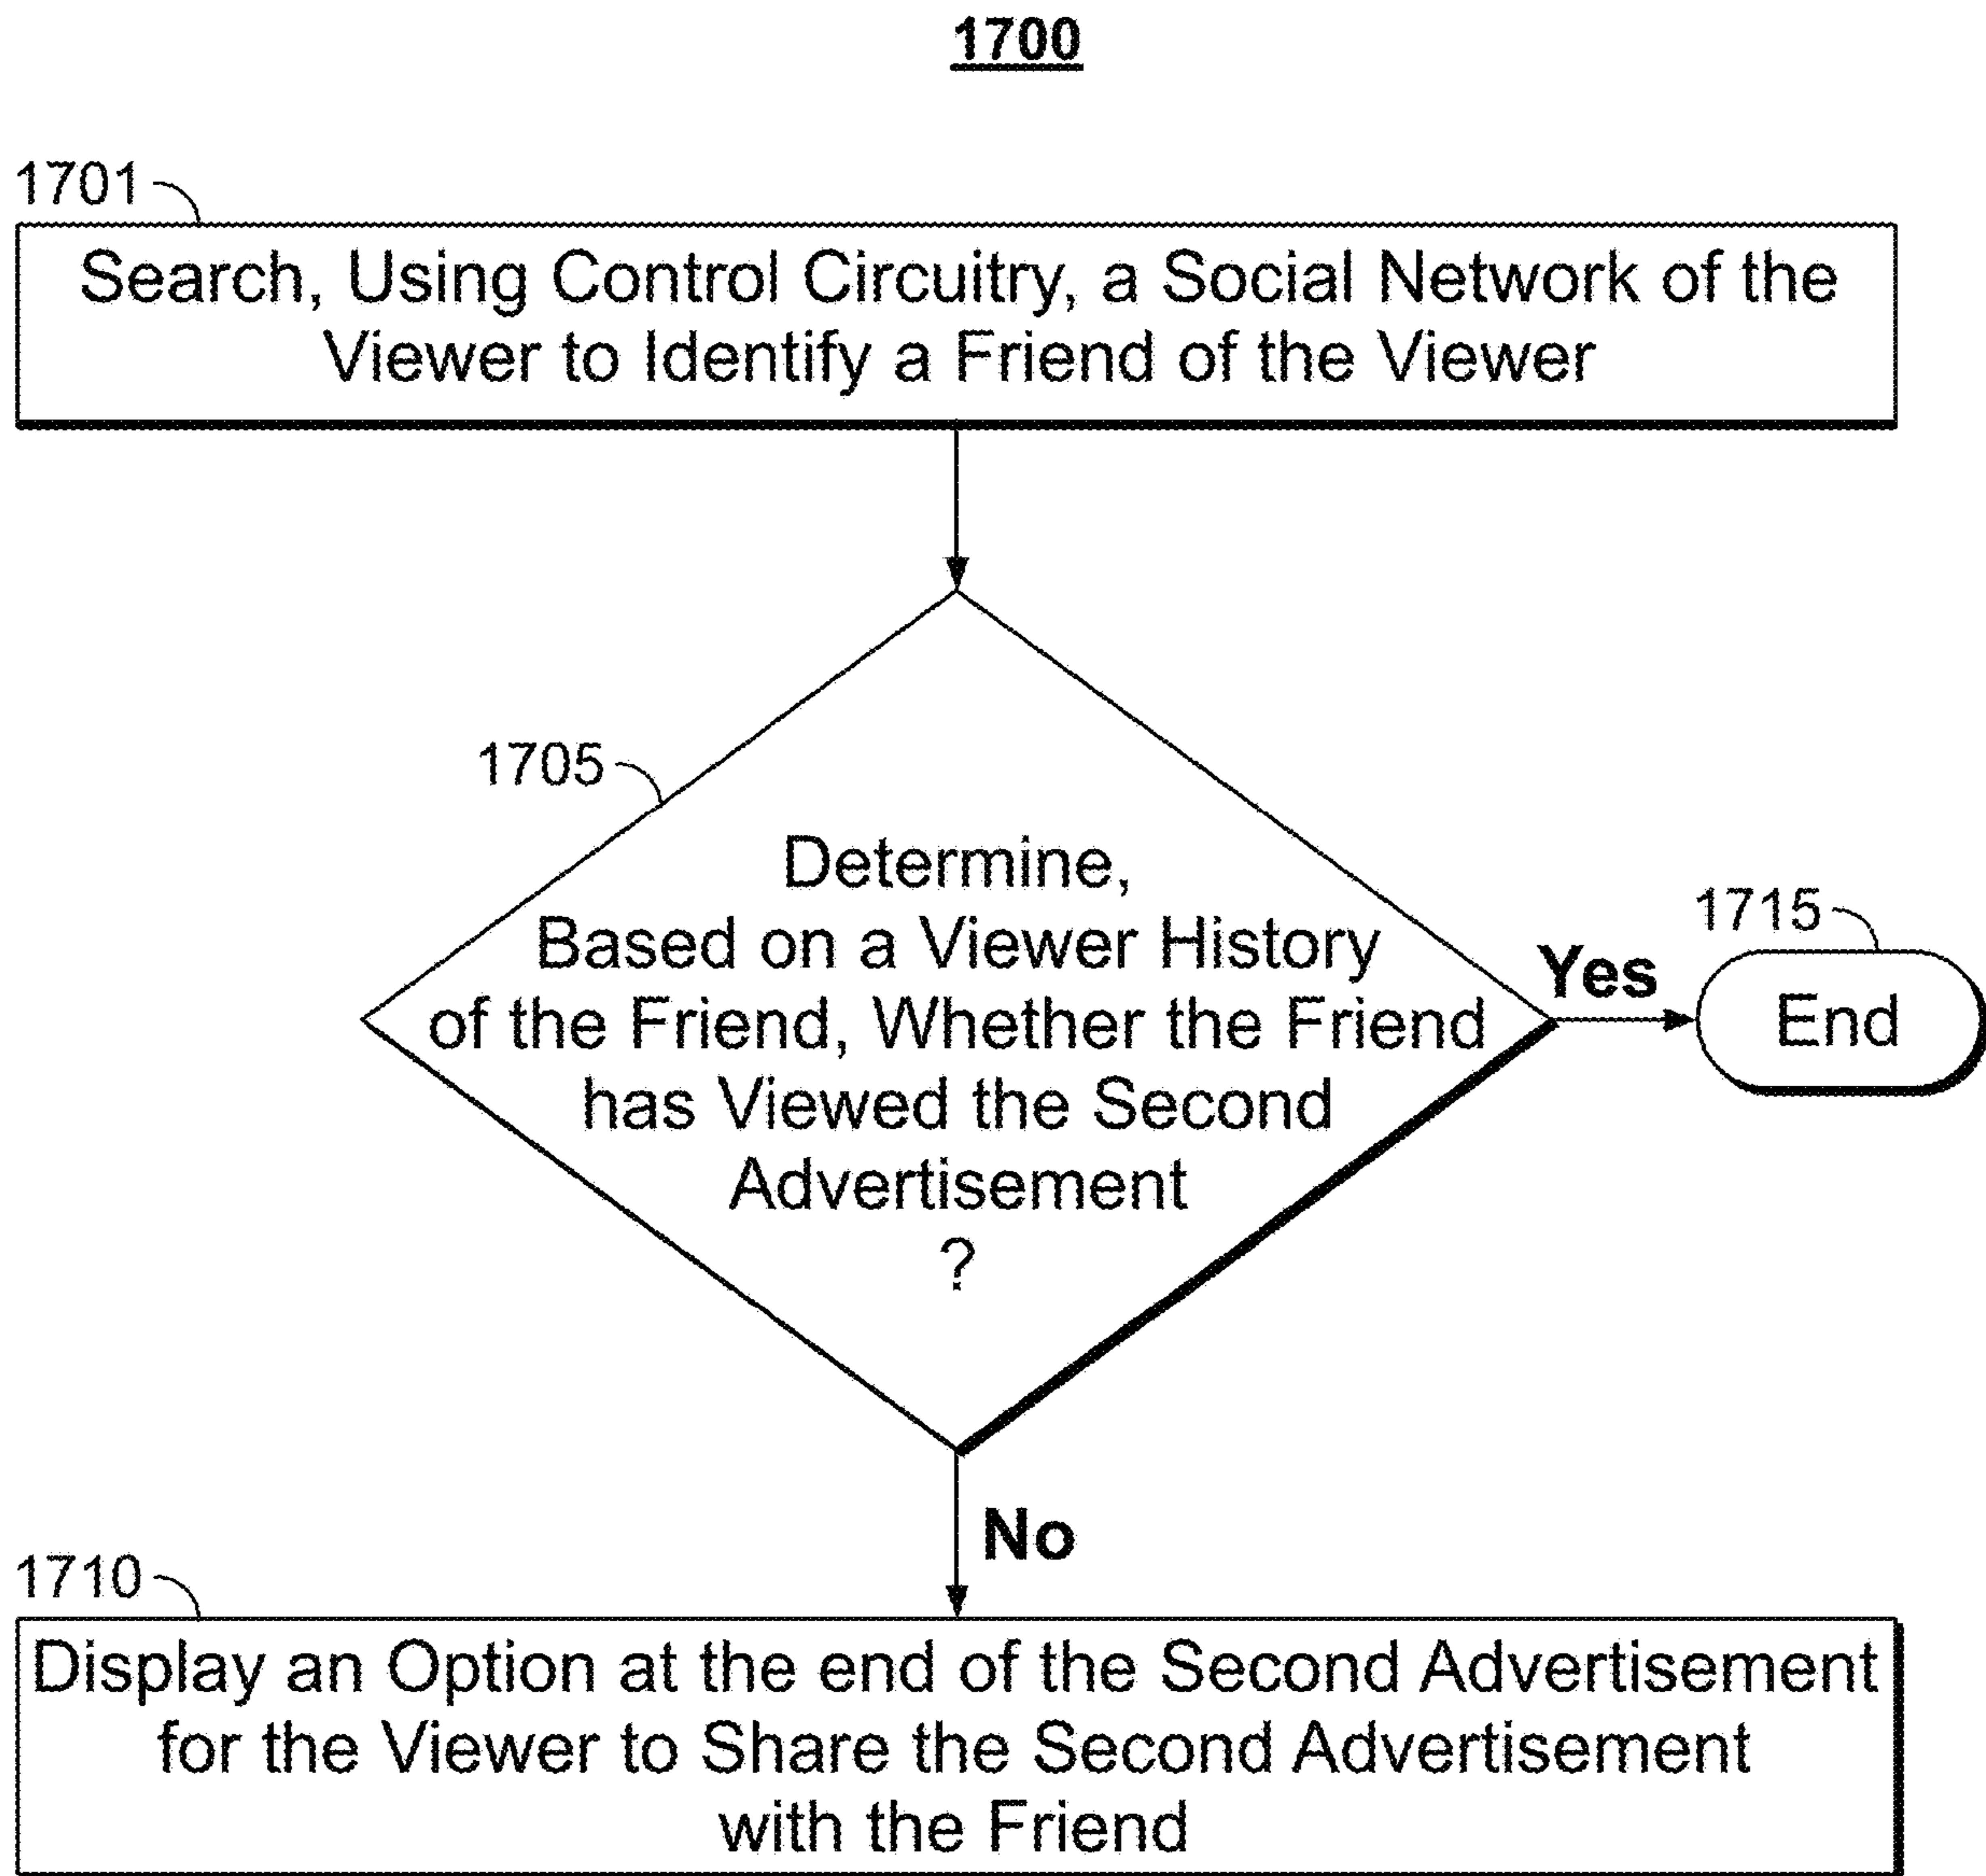 1700
1701
Search, Using Control Circuitry, a Social Network of the
Viewer to Identify a Friend of the Viewer
1705
Determine,
Based on a Viewer History
of the Friend, Whether the Friend
has Viewed the Second
Advertisement
?
Yes
1715
End
No
1710
Display an Option at the end of the Second Advertisement
for the Viewer to Share the Second Advertisement
with the Friend